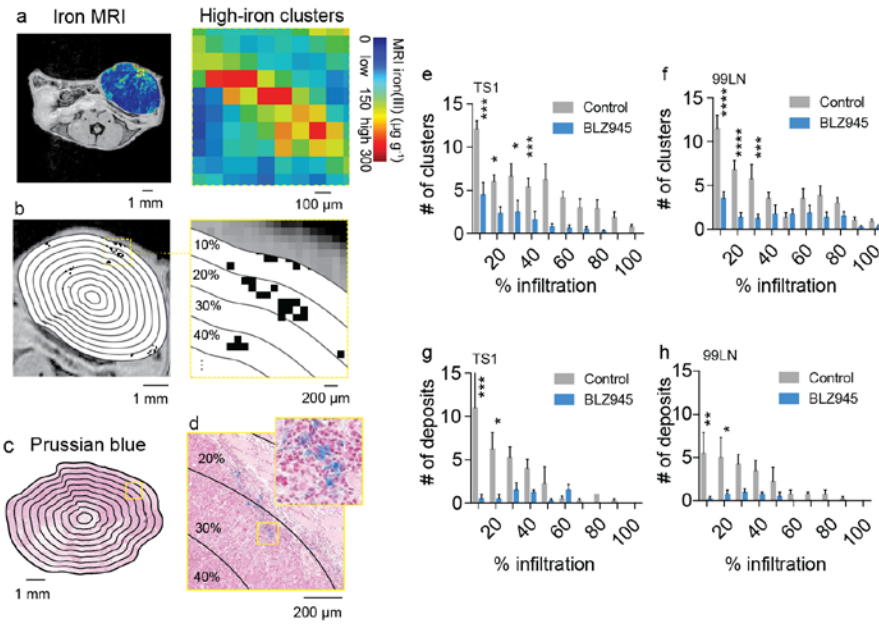 a
Iron MRI
High-iron clusters
0
low
150
high
300
MRI iron(III) (µg g⁻¹)
1 mm
100 µm
b
10%
20%
30%
40%
...
1 mm
200 µm
c
Prussian blue
1 mm
d
20%
30%
40%
200 µm
e
TS1
Control
BLZ945
# of clusters
15
10
5
0
***
*
*
***
20
40
60
80
100
% infiltration
f
99LN
Control
BLZ945
# of clusters
15
10
5
0
****
****
***
20
40
60
80
100
% infiltration
g
TS1
Control
BLZ945
# of deposits
15
10
5
0
***
*
20
40
60
80
100
% infiltration
h
99LN
Control
BLZ945
# of deposits
15
10
5
0
**
*
20
40
60
80
100
% infiltration